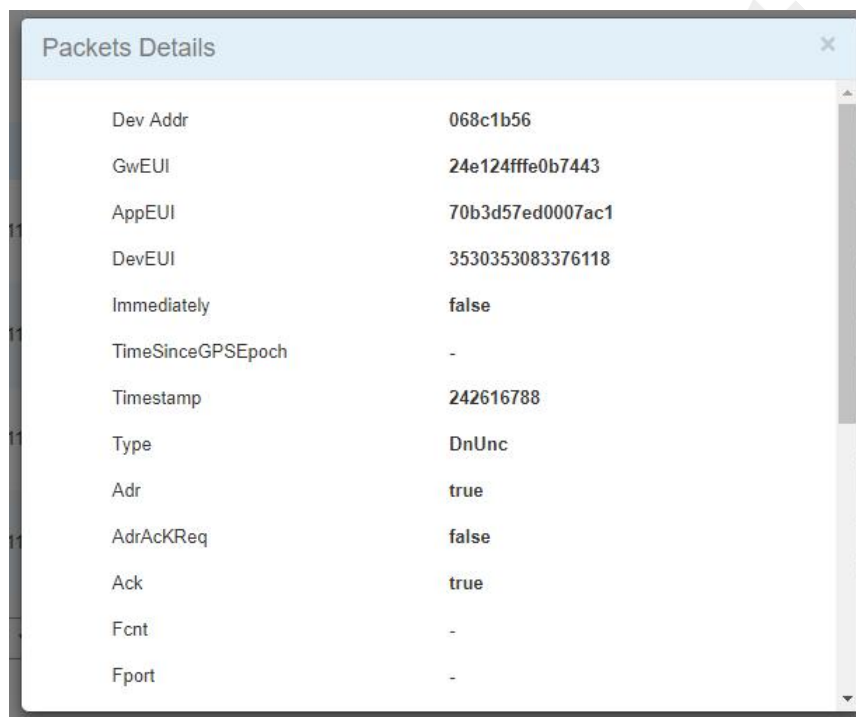 Packets Details ×
Dev Addr 068c1b56
GwEUI 24e124fffe0b7443
AppEUI 70b3d57ed0007ac1
DevEUI 3530353083376118
Immediately false
TimeSinceGPSEpoch -
Timestamp 242616788
Type DnUnc
Adr true
AdrAcKReq false
Ack true
Fcnt -
Fport -